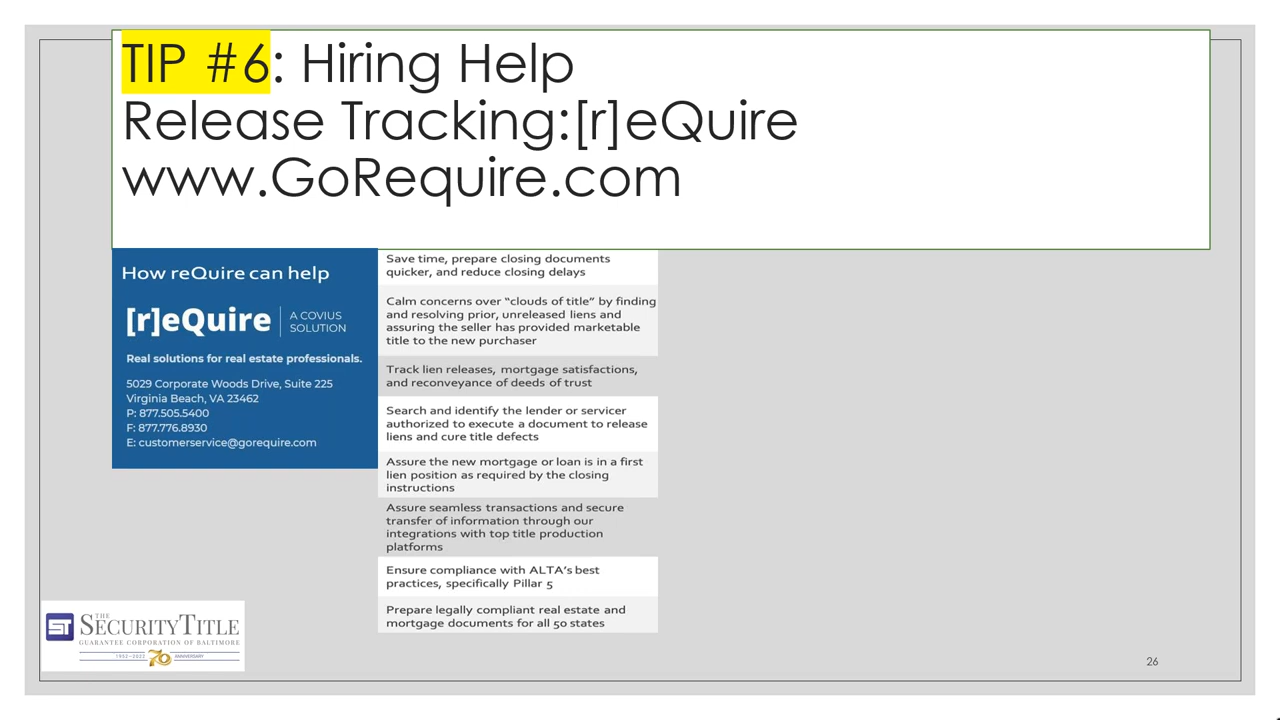 TIP #6: Hiring Help
Release Tracking:[r]eQuire
www.GoRequire.com
How reQuire can help
[r]eQuire
A COVIUS
SOLUTION
Real solutions for real estate professionals.
5029 Corporate Woods Drive, Suite 225
Virginia Beach, VA 23462
P: 877.505.5400
F: 877.776.8930
E: customerservice@gorequire.com
Save time, prepare closing documents
quicker, and reduce closing delays
Calm concerns over “clouds of title” by finding
and resolving prior, unreleased liens and
assuring the seller has provided marketable
title to the new purchaser
Track lien releases, mortgage satisfactions,
and reconveyance of deeds of trust
Search and identify the lender or servicer
authorized to execute a document to release
liens and cure title defects
Assure the new mortgage or loan is in a first
lien position as required by the closing
instructions
Assure seamless transactions and secure
transfer of information through our
integrations with top title production
platforms
Ensure compliance with ALTA’s best
practices, specifically Pillar 5
Prepare legally compliant real estate and
mortgage documents for all 50 states
ST
THE
SECURITYTITLE
GUARANTEE CORPORATION OF BALTIMORE
1952–2022 70 ANNIVERSARY
26